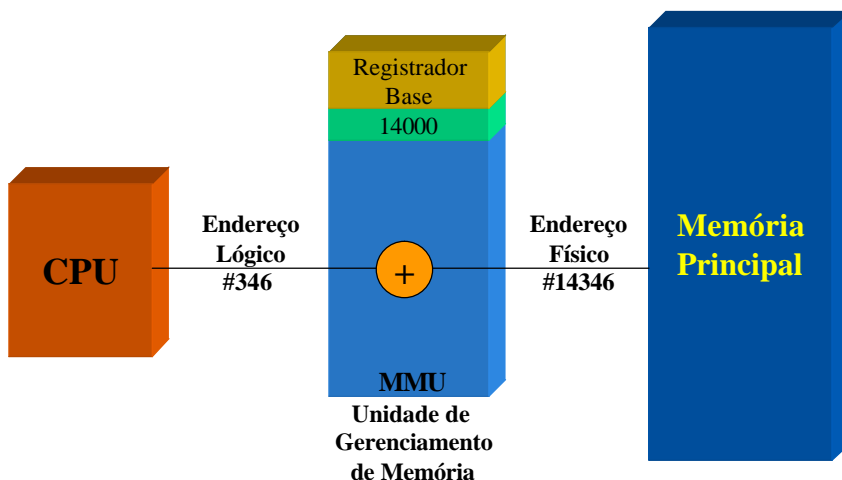 Registrador
Base
14000
CPU
Endereço
Lógico
#346
+
Endereço
Físico
#14346
Memória
Principal
MMU
Unidade de
Gerenciamento
de Memória